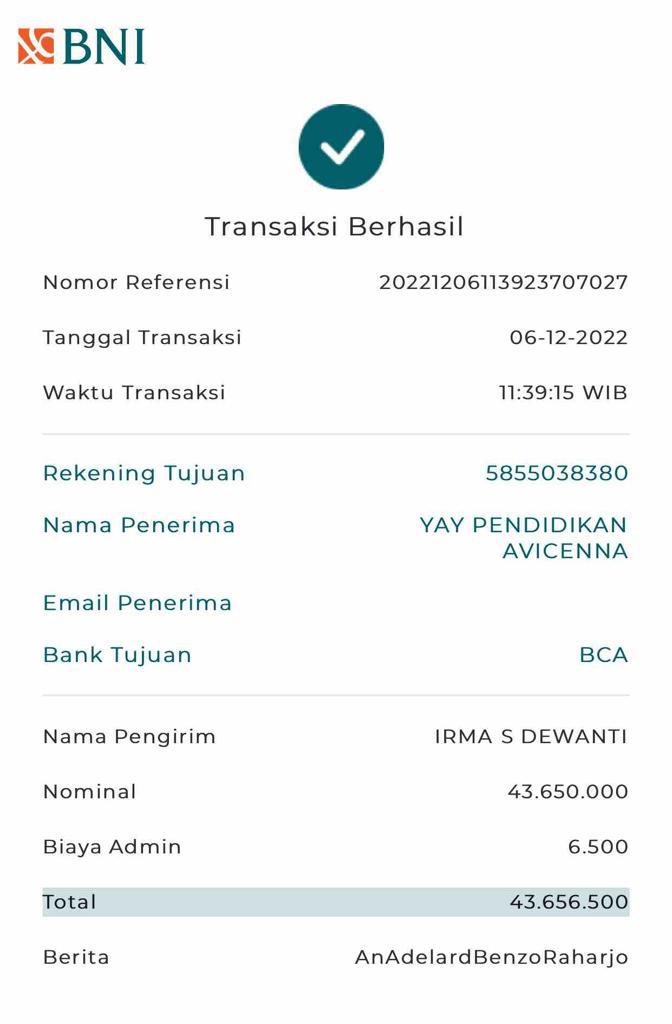 BNI
Transaksi Berhasil
Nomor Referensi 20221206113923707027
Tanggal Transaksi 06-12-2022
Waktu Transaksi 11:39:15 WIB
Rekening Tujuan 5855038380
Nama Penerima YAY PENDIDIKAN
AVICENNA
Email Penerima
Bank Tujuan BCA
Nama Pengirim IRMA S DEWANTI
Nominal 43.650.000
Biaya Admin 6.500
Total 43.656.500
Berita AnAdelardBenzoRaharjo